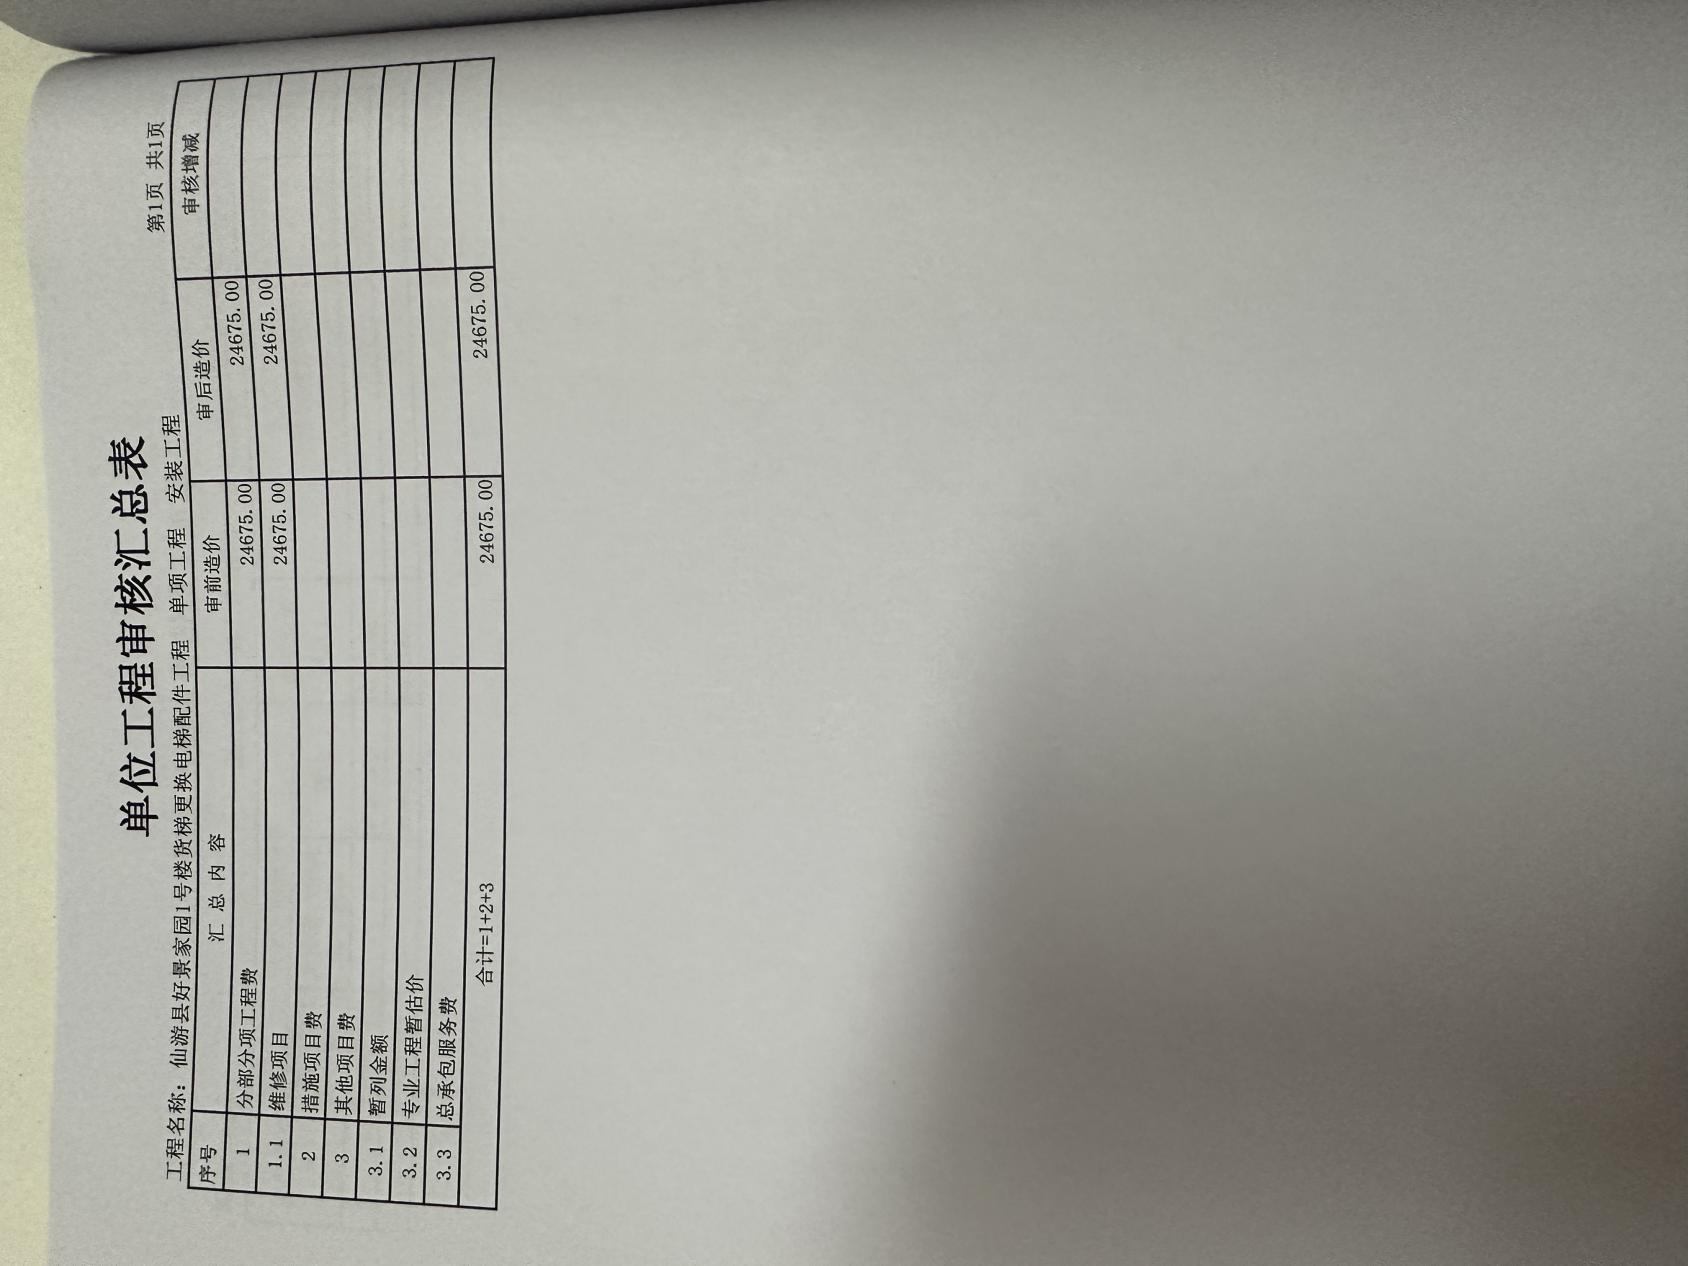 单位工程审核汇总表
工程名称：仙游县好景家园1号楼货梯更换电梯配件工程 单项工程 安装工程 第1页 共1页
序号 汇 总 内 容 审前造价 审后造价 审核增减
1 分部分项工程费 24675.00 24675.00
1.1 维修项目 24675.00 24675.00
2 措施项目费
3 其他项目费
3.1 暂列金额
3.2 专业工程暂估价
3.3 总承包服务费
合计=1+2+3 24675.00 24675.00